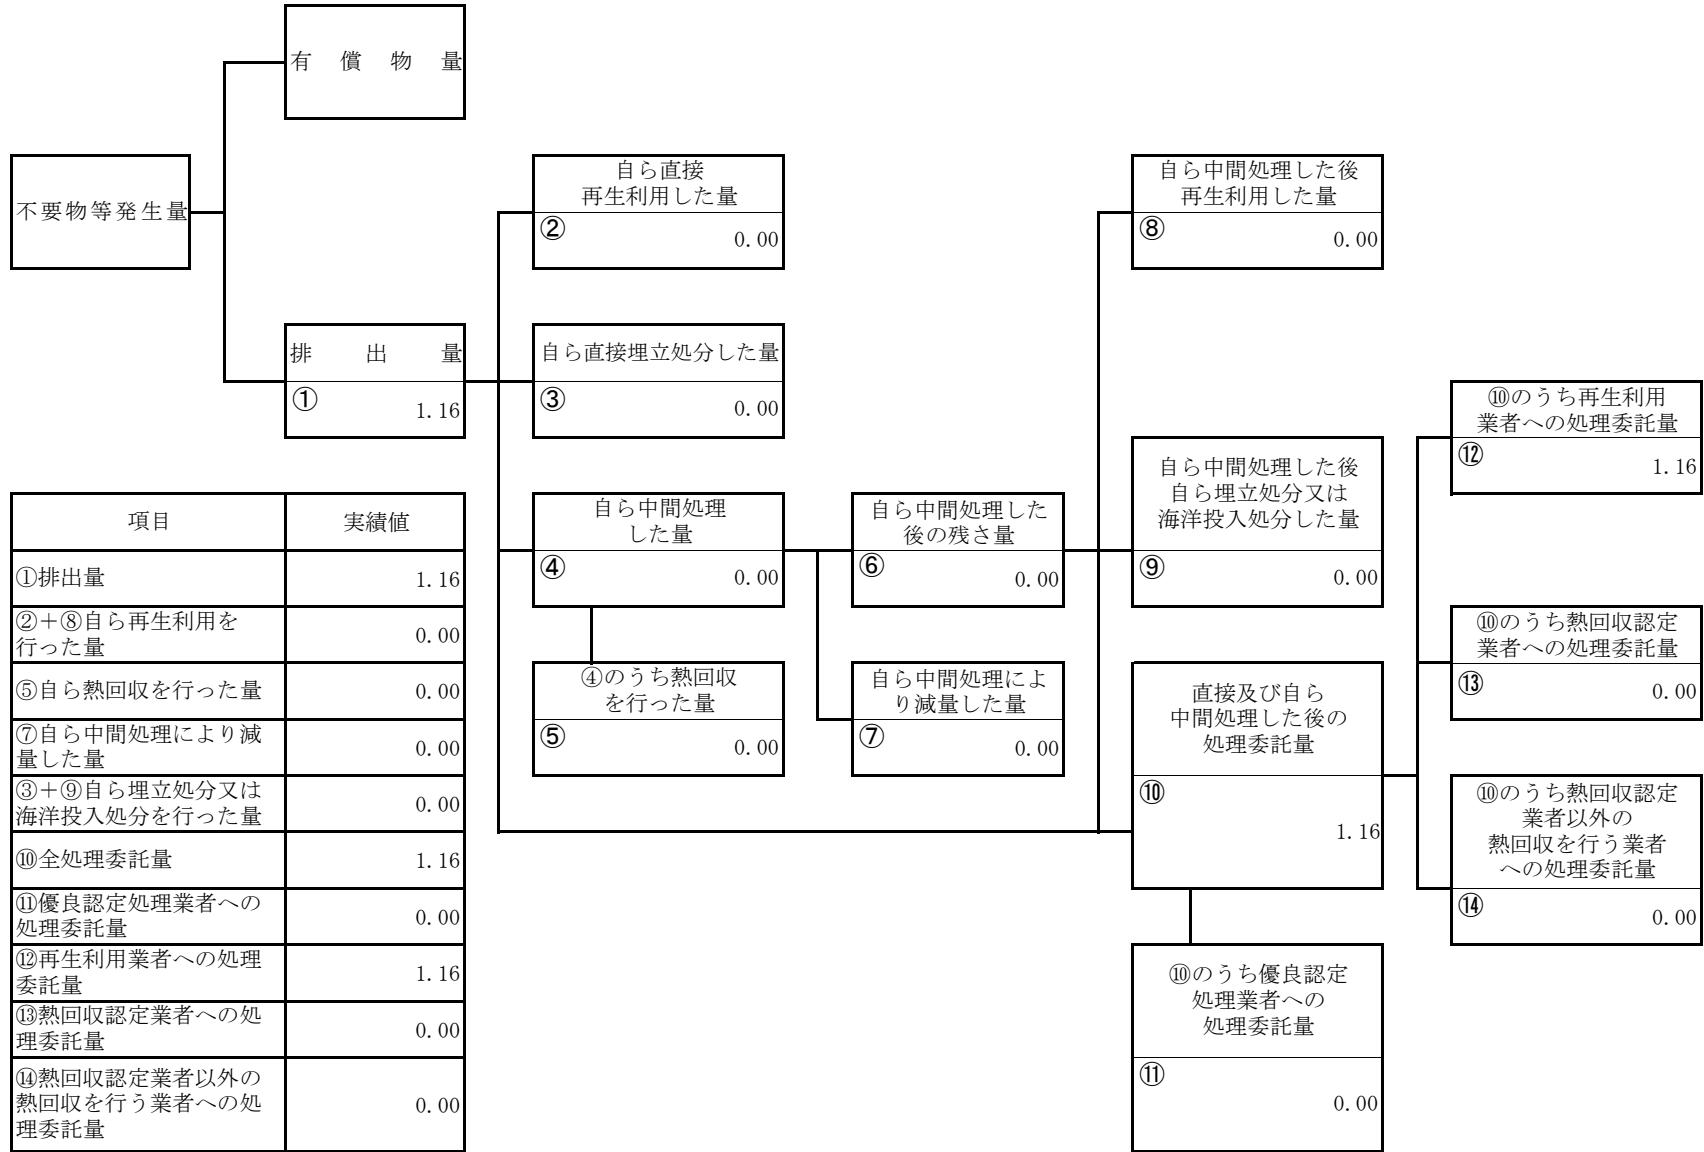 有償物量
不要物等発生量
自ら直接
再生利用した量
②
0.00
自ら中間処理した後
再生利用した量
⑧
0.00
排出量
①
1.16
自ら直接埋立処分した量
③
0.00
⑩のうち再生利用
業者への処理委託量
⑫
1.16
自ら中間処理
した量
④
0.00
自ら中間処理した
後の残さ量
⑥
0.00
自ら中間処理した後
自ら埋立処分又は
海洋投入処分した量
⑨
0.00
⑩のうち熱回収認定
業者への処理委託量
⑬
0.00
④のうち熱回収
を行った量
⑤
0.00
自ら中間処理によ
り減量した量
⑦
0.00
直接及び自ら
中間処理した後の
処理委託量
⑩
1.16
⑩のうち熱回収認定
業者以外の
熱回収を行う業者
への処理委託量
⑭
0.00
⑩のうち優良認定
処理業者への
処理委託量
⑪
0.00
項目 実績値
①排出量 1.16
②＋⑧自ら再生利用を
行った量 0.00
⑤自ら熱回収を行った量 0.00
⑦自ら中間処理により減
量した量 0.00
③＋⑨自ら埋立処分又は
海洋投入処分を行った量 0.00
⑩全処理委託量 1.16
⑪優良認定処理業者への
処理委託量 0.00
⑫再生利用業者への処理
委託量 1.16
⑬熱回収認定業者への処
理委託量 0.00
⑭熱回収認定業者以外の
熱回収を行う業者への処 0.00
理委託量